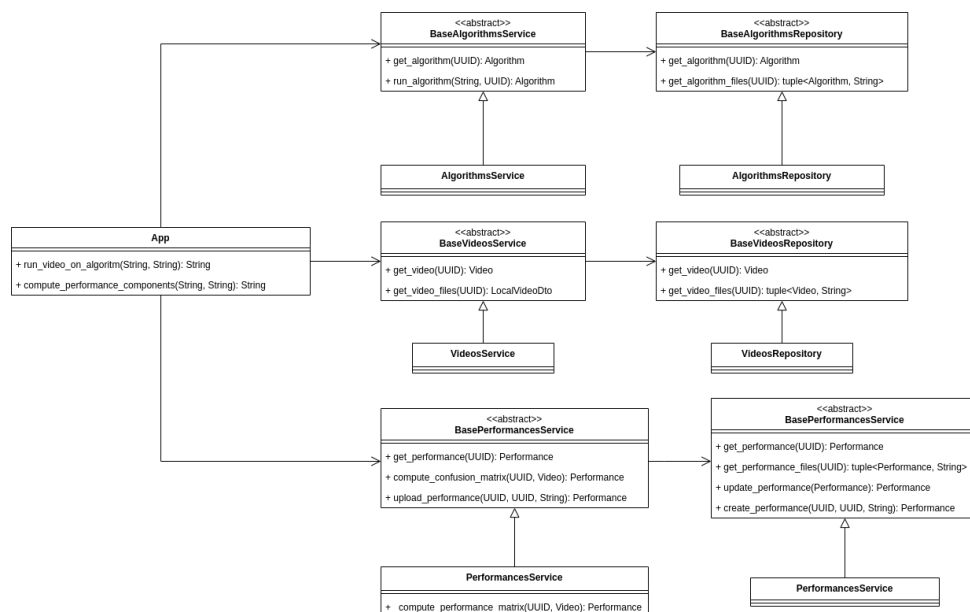 <<abstract>>
BaseAlgorithmsService
+ get_algorithm(UUID): Algorithm
+ run_algorithm(String, UUID): Algorithm
<<abstract>>
BaseAlgorithmsRepository
+ get_algorithm(UUID): Algorithm
+ get_algorithm_files(UUID): tuple<Algorithm, String>
AlgorithmsService
AlgorithmsRepository
App
+ run_video_on_algoritm(String, String): String
+ compute_performance_components(String, String): String
<<abstract>>
BaseVideosService
+ get_video(UUID): Video
+ get_video_files(UUID): LocalVideoDto
<<abstract>>
BaseVideosRepository
+ get_video(UUID): Video
+ get_video_files(UUID): tuple<Video, String>
VideosService
VideosRepository
<<abstract>>
BasePerformancesService
+ get_performance(UUID): Performance
+ compute_confusion_matrix(UUID, Video): Performance
+ upload_performance(UUID, UUID, String): Performance
<<abstract>>
BasePerformancesService
+ get_performance(UUID): Performance
+ get_performance_files(UUID): tuple<Performance, String>
+ update_performance(Performance): Performance
+ create_performance(UUID, UUID, String): Performance
PerformancesService
+ _compute_performance_matrix(UUID, Video): Performance
PerformancesService